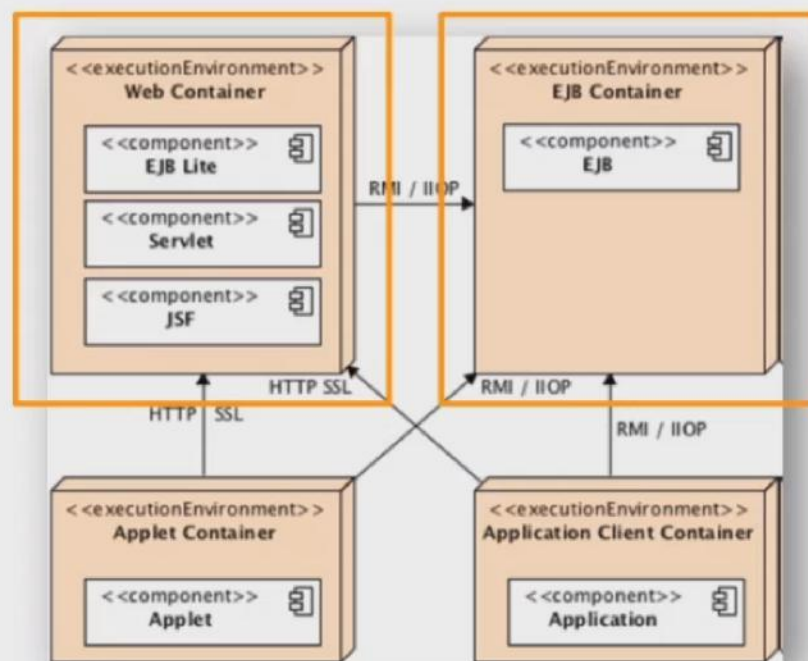 <<executionEnvironment>>
Web Container
<<component>>
EJB Lite
<<component>>
Servlet
<<component>>
JSF
RMI / IIOP
<<executionEnvironment>>
EJB Container
<<component>>
EJB
HTTP SSL
HTTP SSL
RMI / IIOP
RMI / IIOP
<<executionEnvironment>>
Applet Container
<<component>>
Applet
<<executionEnvironment>>
Application Client Container
<<component>>
Application